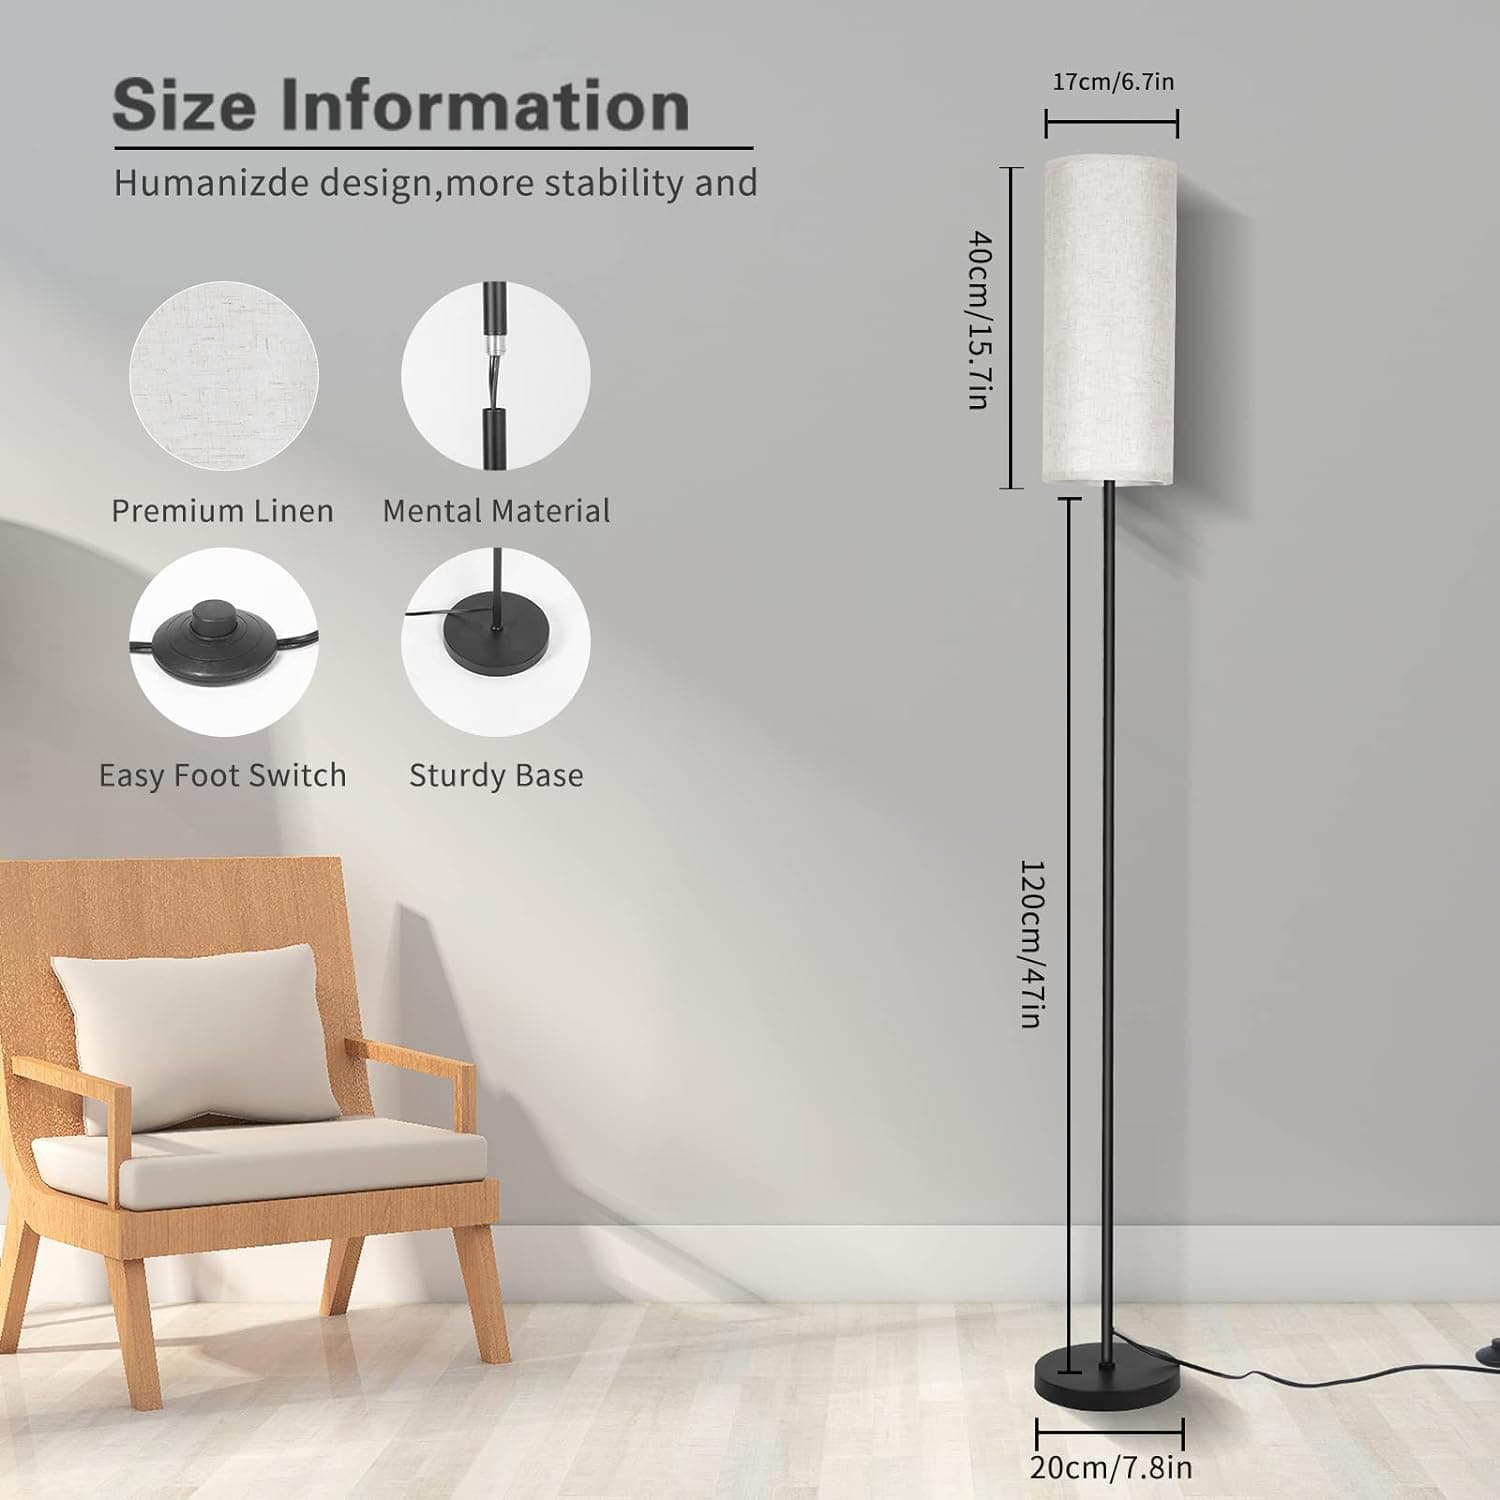 Size Information
Humanizde design,more stability and
Premium Linen
Mental Material
Easy Foot Switch
Sturdy Base
17cm/6.7in
40cm/15.7in
120cm/47in
20cm/7.8in